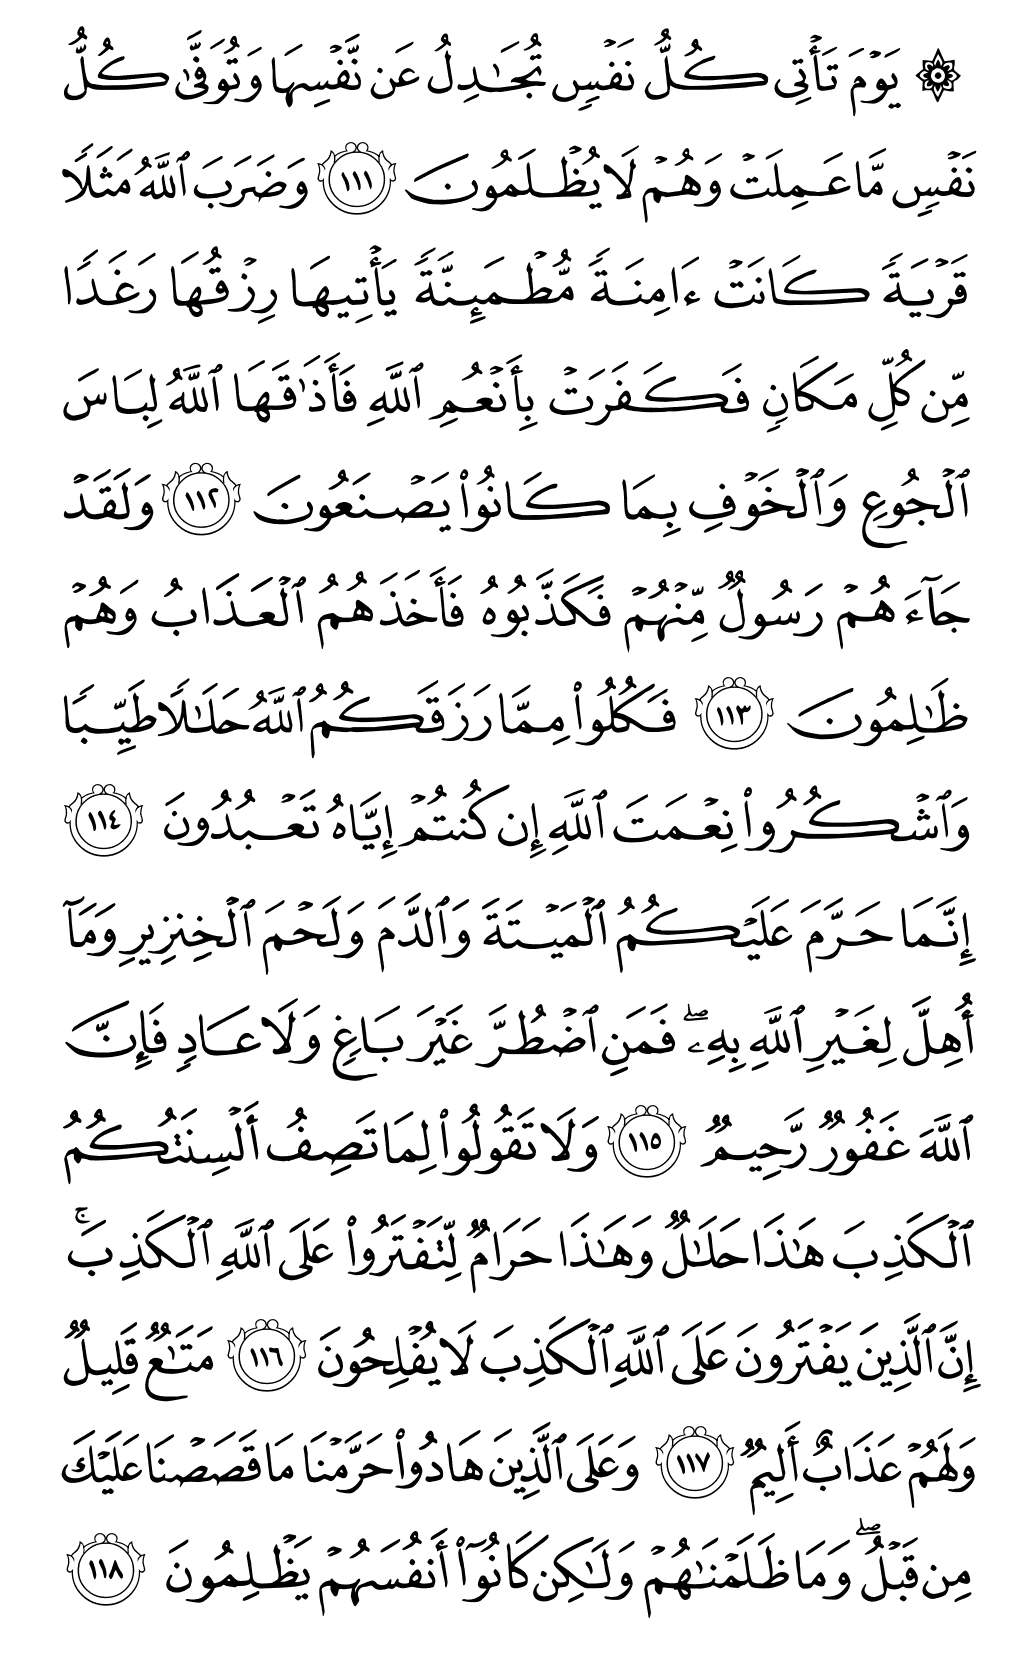 ۞ يَوۡمَ تَأۡتِي كُلُّ نَفۡسٖ تُجَٰدِلُ عَن نَّفۡسِهَا وَتُوَفَّىٰ كُلُّ
نَفۡسٖ مَّا عَمِلَتۡ وَهُمۡ لَا يُظۡلَمُونَ ١١١ وَضَرَبَ ٱللَّهُ مَثَلٗا
قَرۡيَةٗ كَانَتۡ ءَامِنَةٗ مُّطۡمَئِنَّةٗ يَأۡتِيهَا رِزۡقُهَا رَغَدٗا
مِّن كُلِّ مَكَانٖ فَكَفَرَتۡ بِأَنۡعُمِ ٱللَّهِ فَأَذَٰقَهَا ٱللَّهُ لِبَاسَ
ٱلۡجُوعِ وَٱلۡخَوۡفِ بِمَا كَانُواْ يَصۡنَعُونَ ١١٢ وَلَقَدۡ
جَآءَهُمۡ رَسُولٞ مِّنۡهُمۡ فَكَذَّبُوهُ فَأَخَذَهُمُ ٱلۡعَذَابُ وَهُمۡ
ظَٰلِمُونَ ١١٣ فَكُلُواْ مِمَّا رَزَقَكُمُ ٱللَّهُ حَلَٰلٗا طَيِّبٗا
وَٱشۡكُرُواْ نِعۡمَتَ ٱللَّهِ إِن كُنتُمۡ إِيَّاهُ تَعۡبُدُونَ ١١٤
إِنَّمَا حَرَّمَ عَلَيۡكُمُ ٱلۡمَيۡتَةَ وَٱلدَّمَ وَلَحۡمَ ٱلۡخِنزِيرِ وَمَآ
أُهِلَّ لِغَيۡرِ ٱللَّهِ بِهِۦۖ فَمَنِ ٱضۡطُرَّ غَيۡرَ بَاغٖ وَلَا عَادٖ فَإِنَّ
ٱللَّهَ غَفُورٞ رَّحِيمٞ ١١٥ وَلَا تَقُولُواْ لِمَا تَصِفُ أَلۡسِنَتُكُمُ
ٱلۡكَذِبَ هَٰذَا حَلَٰلٞ وَهَٰذَا حَرَامٞ لِّتَفۡتَرُواْ عَلَى ٱللَّهِ ٱلۡكَذِبَۚ
إِنَّ ٱلَّذِينَ يَفۡتَرُونَ عَلَى ٱللَّهِ ٱلۡكَذِبَ لَا يُفۡلِحُونَ ١١٦ مَتَٰعٞ قَلِيلٞ
وَلَهُمۡ عَذَابٌ أَلِيمٞ ١١٧ وَعَلَى ٱلَّذِينَ هَادُواْ حَرَّمۡنَا مَا قَصَصۡنَا عَلَيۡكَ
مِن قَبۡلُۖ وَمَا ظَلَمۡنَٰهُمۡ وَلَٰكِن كَانُوٓاْ أَنفُسَهُمۡ يَظۡلِمُونَ ١١٨